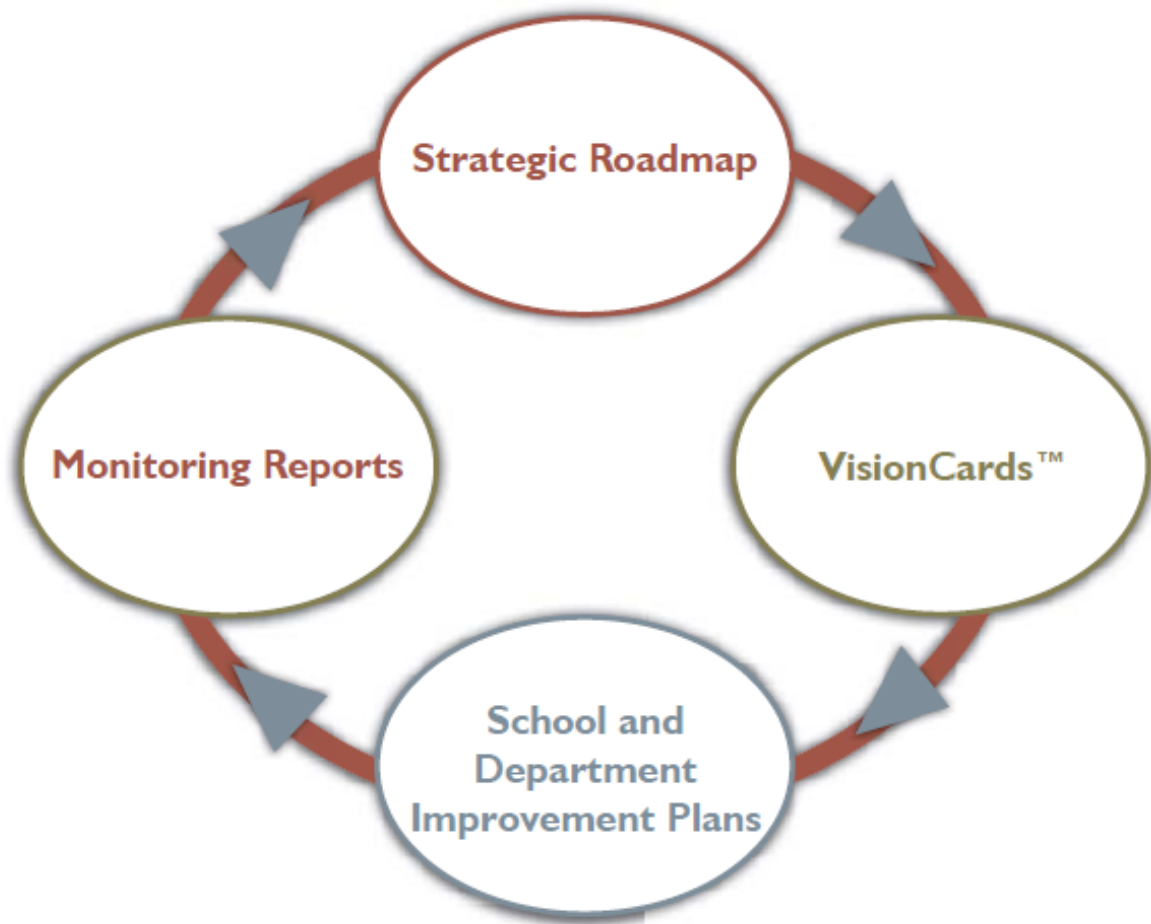 Strategic Roadmap
Monitoring Reports
VisionCards™
School and
Department
Improvement Plans